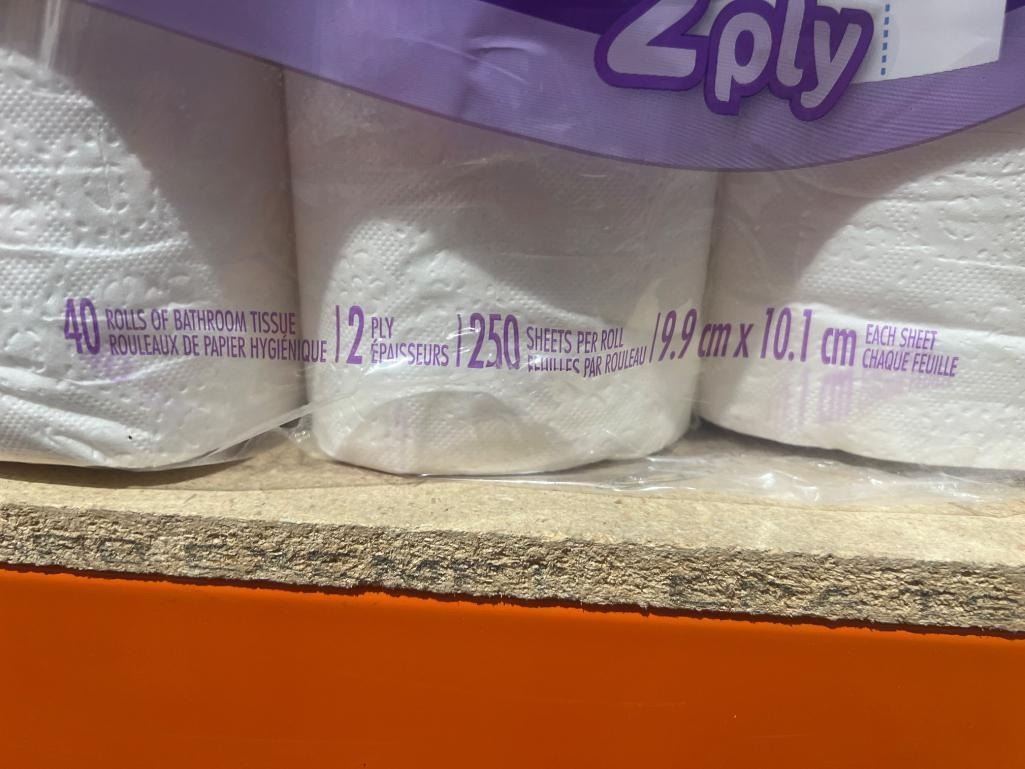 2ply
40 ROLLS OF BATHROOM TISSUE
ROULEAUX DE PAPIER HYGIÉNIQUE
| 2 PLY
ÉPAISSEURS
| 250 SHEETS PER ROLL
FEUILLES PAR ROULEAU
| 9.9 cm x 10.1 cm EACH SHEET
CHAQUE FEUILLE